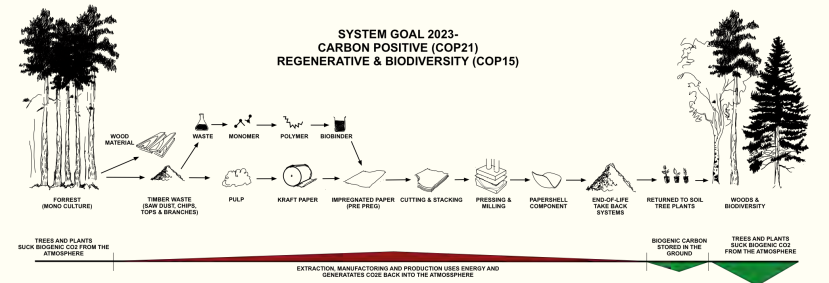 SYSTEM GOAL 2023-
CARBON POSITIVE (COP21)
REGENERATIVE & BIODIVERSITY (COP15)
WOOD
MATERIAL
WASTE
MONOMER
POLYMER
BIOBINDER
FORREST
(MONO CULTURE)
TIMBER WASTE
(SAW DUST, CHIPS,
TOPS & BRANCHES)
PULP
KRAFT PAPER
IMPREGNATED PAPER
(PRE PREG)
CUTTING & STACKING
PRESSING &
MILLING
PAPERSHELL
COMPONENT
END-OF-LIFE
TAKE BACK
SYSTEMS
RETURNED TO SOIL
TREE PLANTS
WOODS &
BIODIVERSITY
TREES AND PLANTS
SUCK BIOGENIC CO2 FROM THE
ATMOSPHERE
EXTRACTION, MANUFACTORING AND PRODUCTION USES ENERGY AND
GENERATATES CO2E BACK INTO THE ATMOSSPHERE
BIOGENIC CARBON
STORED IN THE
GROUND
TREES AND PLANTS
SUCK BIOGENIC CO2
FROM THE ATMOSPHERE